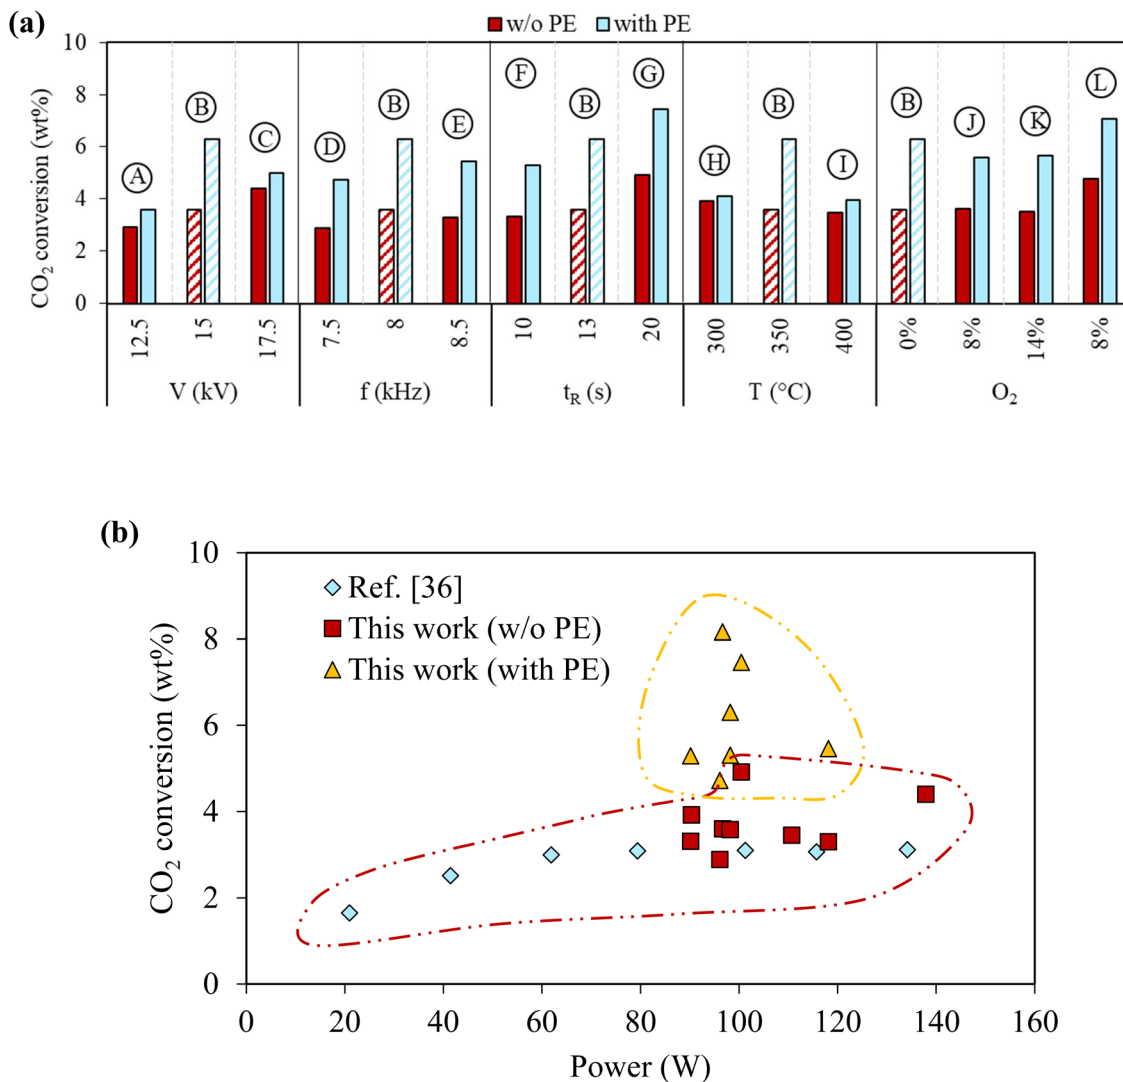 (a)
w/o PE with PE
CO₂ conversion (wt%)
10
8
6
4
2
0
A B C D B E F B G H B I B J K L
12.5 15 17.5 7.5 8 8.5 10 13 20 300 350 400 0% 8% 14% 8%
V (kV) f (kHz) t_R (s) T (°C) O₂
(b)
CO₂ conversion (wt%)
10
8
6
4
2
0
Ref. [36]
This work (w/o PE)
This work (with PE)
0 20 40 60 80 100 120 140 160
Power (W)